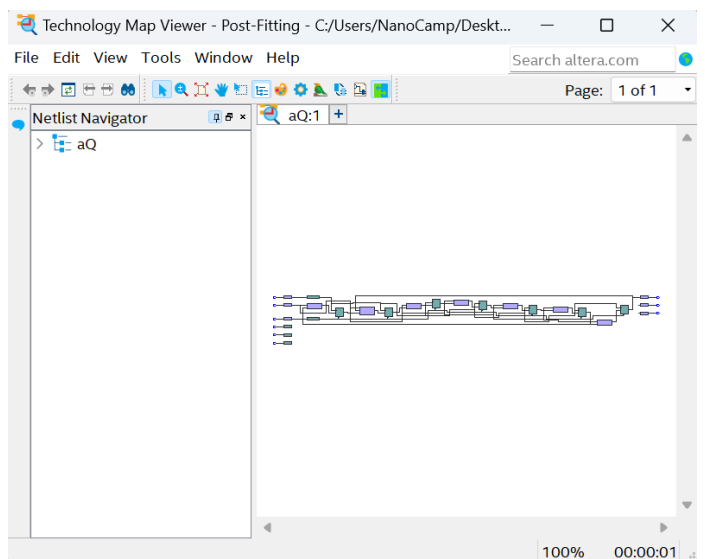 Technology Map Viewer - Post-Fitting - C:/Users/NanoCamp/Deskt...
File Edit View Tools Window Help
Search altera.com
Page: 1 of 1
Netlist Navigator
aQ:1
aQ
100% 00:00:01